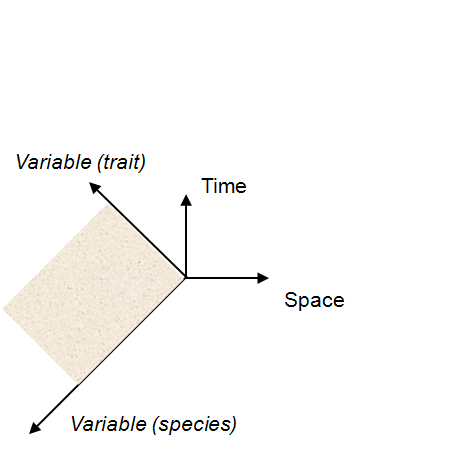 Variable (trait)
Time
Space
Variable (species)